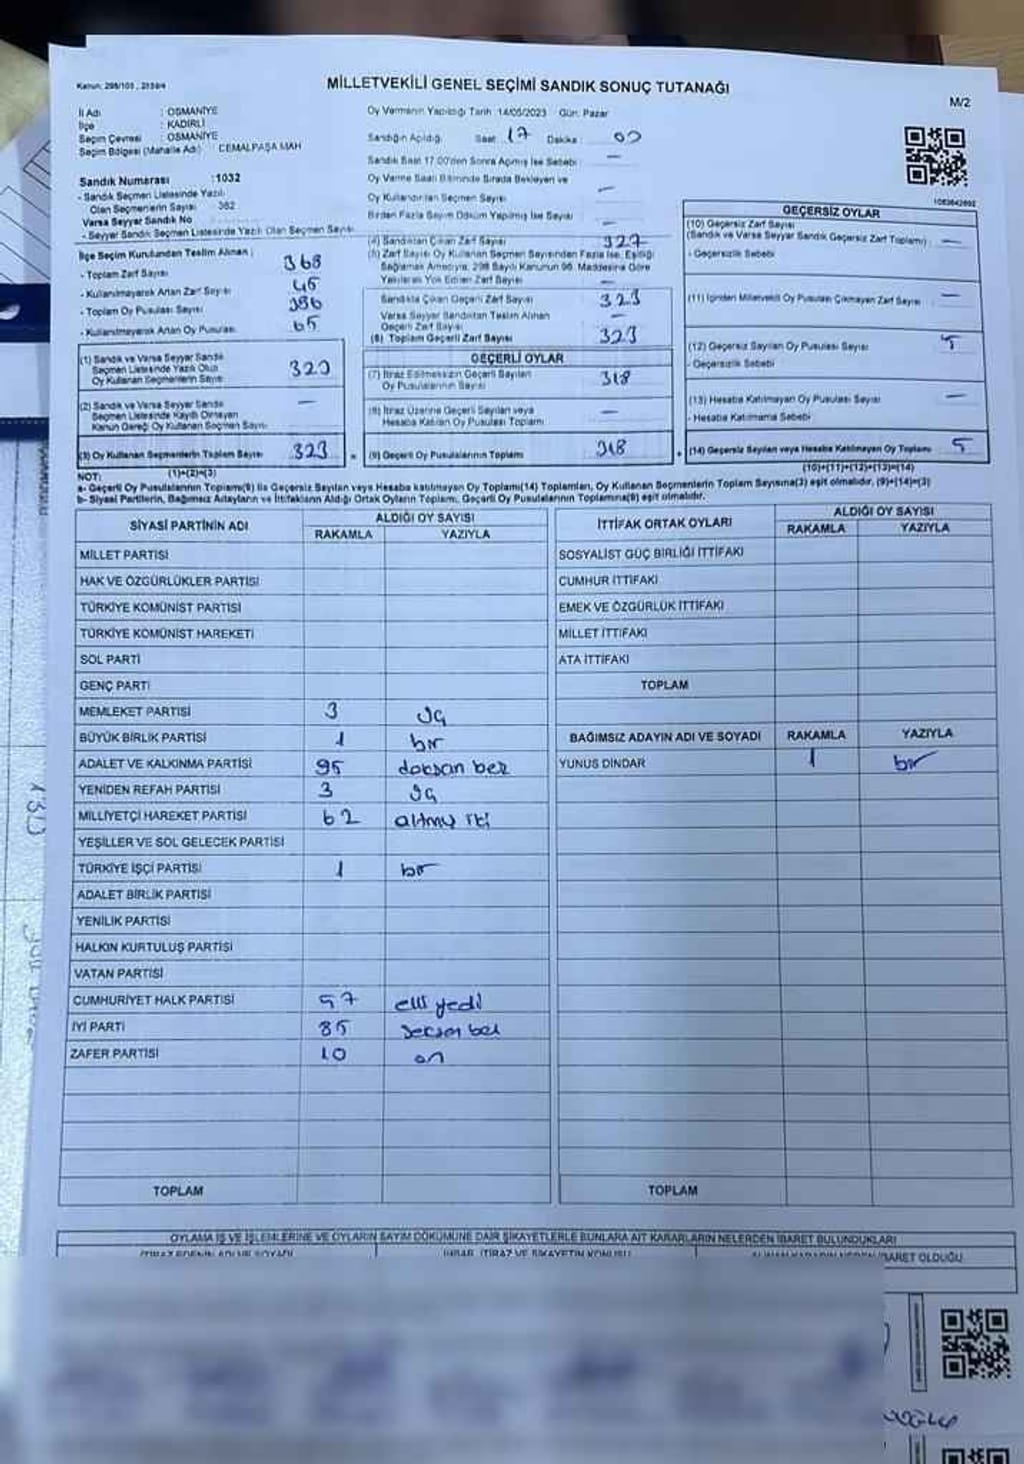 Kanun: 298/103, 2839/4
MİLLETVEKİLİ GENEL SEÇİMİ SANDIK SONUÇ TUTANAĞI
M/2
İl Adı : OSMANİYE
İlçe : KADİRLİ
Seçim Çevresi : OSMANİYE
Seçim Bölgesi (Mahalle Adı) : CEMALPAŞA MAH
Oy Vermenin Yapıldığı Tarih : 14/05/2023 Gün: Pazar
Sandığın Açıldığı Saat : 17 Dakika : 00
Sandık Saat 17.00'den Sonra Açılmış İse Sebebi : —
Oy Verme Saati Bitiminde Sırada Bekleyen ve
Oy Kullandırılan Seçmen Sayısı —
Birden Fazla Sayım Döküm Yapılmış İse Sayısı —
Sandık Numarası : 1032
- Sandık Seçmen Listesinde Yazılı
Olan Seçmenlerin Sayısı 382
Varsa Seyyar Sandık No
- Seyyar Sandık Seçmen Listesinde Yazılı Olan Seçmen Sayısı
İlçe Seçim Kurulundan Teslim Alınan ;
- Toplam Zarf Sayısı 368
- Kullanılmayarak Artan Zarf Sayısı 45
- Toplam Oy Pusulası Sayısı
- Kullanılmayarak Artan Oy Pusulası 65
(1) Sandık ve Varsa Seyyar Sandık
Seçmen Listesinde Yazılı Olup
Oy Kullanan Seçmenlerin Sayısı 323
(2) Sandık ve Varsa Seyyar Sandık
Seçmen Listesinde Kayıtlı Olmayan
Kanun Gereği Oy Kullanan Seçmen Sayısı —
(3) Oy Kullanan Seçmenlerin Toplam Sayısı 323
(1)+(2)=(3)
(4) Sandıktan Çıkan Zarf Sayısı
(5) Zarf Sayısı Oy Kullanan Seçmen Sayısından Fazla İse, Eşitliği
Sağlamak Amacıyla, 298 Sayılı Kanunun 98. Maddesine Göre
Yakılarak Yok Edilen Zarf Sayısı —
Sandıkta Çıkan Geçerli Zarf Sayısı 323
Varsa Seyyar Sandıktan Teslim Alınan
Geçerli Zarf Sayısı —
(6) Toplam Geçerli Zarf Sayısı 323
GEÇERLİ OYLAR
(7) İtiraz Edilmeksizin Geçerli Sayılan
Oy Pusulalarının Sayısı 318
(8) İtiraz Üzerine Geçerli Sayılan veya
Hesaba Katılan Oy Pusulası Toplamı —
= (9) Geçerli Oy Pusulalarının Toplamı 318
1083642892
GEÇERSİZ OYLAR
(10) Geçersiz Zarf Sayısı
(Sandık ve Varsa Seyyar Sandık Geçersiz Zarf Toplamı) —
- Geçersizlik Sebebi
(11) İçinden Milletvekili Oy Pusulası Çıkmayan Zarf Sayısı —
(12) Geçersiz Sayılan Oy Pusulası Sayısı 5
- Geçersizlik Sebebi
(13) Hesaba Katılmayan Oy Pusulası Sayısı —
- Hesaba Katılmama Sebebi
+ (14) Geçersiz Sayılan veya Hesaba Katılmayan Oy Toplamı 5
(10)+(11)+(12)+(13)=(14)
NOT:
a- Geçerli Oy Pusulalarının Toplamı(9) ile Geçersiz Sayılan veya Hesaba katılmayan Oy Toplamı(14) Toplamları, Oy Kullanan Seçmenlerin Toplam Sayısına(3) eşit olmalıdır. (9)+(14)=(3)
b- Siyasi Partilerin, Bağımsız Adayların ve İttifakların Aldığı Ortak Oyların Toplamı, Geçerli Oy Pusulalarının Toplamına(9) eşit olmalıdır.
SİYASİ PARTİNİN ADI ALDIĞI OY SAYISI
RAKAMLA YAZIYLA
MİLLET PARTİSİ
HAK VE ÖZGÜRLÜKLER PARTİSİ
TÜRKİYE KOMÜNİST PARTİSİ
TÜRKİYE KOMÜNİST HAREKETİ
SOL PARTİ
GENÇ PARTİ
MEMLEKET PARTİSİ 3 üç
BÜYÜK BİRLİK PARTİSİ 1 bir
ADALET VE KALKINMA PARTİSİ 95 doksan beş
YENİDEN REFAH PARTİSİ 3 üç
MİLLİYETÇİ HAREKET PARTİSİ 62 altmış iki
YEŞİLLER VE SOL GELECEK PARTİSİ
TÜRKİYE İŞÇİ PARTİSİ 1 bir
ADALET BİRLİK PARTİSİ
YENİLİK PARTİSİ
HALKIN KURTULUŞ PARTİSİ
VATAN PARTİSİ
CUMHURİYET HALK PARTİSİ 57 elli yedi
İYİ PARTİ 85 seksen beş
ZAFER PARTİSİ 10 on
TOPLAM
İTTİFAK ORTAK OYLARI ALDIĞI OY SAYISI
RAKAMLA YAZIYLA
SOSYALİST GÜÇ BİRLİĞİ İTTİFAKI
CUMHUR İTTİFAKI
EMEK VE ÖZGÜRLÜK İTTİFAKI
MİLLET İTTİFAKI
ATA İTTİFAKI
TOPLAM
BAĞIMSIZ ADAYIN ADI VE SOYADI RAKAMLA YAZIYLA
YUNUS DİNDAR 1 bir
TOPLAM
OYLAMA İŞ VE İŞLEMLERİNE VE OYLARIN SAYIM DÖKÜMÜNE DAİR ŞİKAYETLERLE BUNLARA AİT KARARLARIN NELERDEN İBARET BULUNDUKLARI
İTİRAZ EDENİN ADI VE SOYADI İHBAR, İTİRAZ VE ŞİKAYETİN KONUSU ALINAN KARARIN NEDEN İBARET OLDUĞU